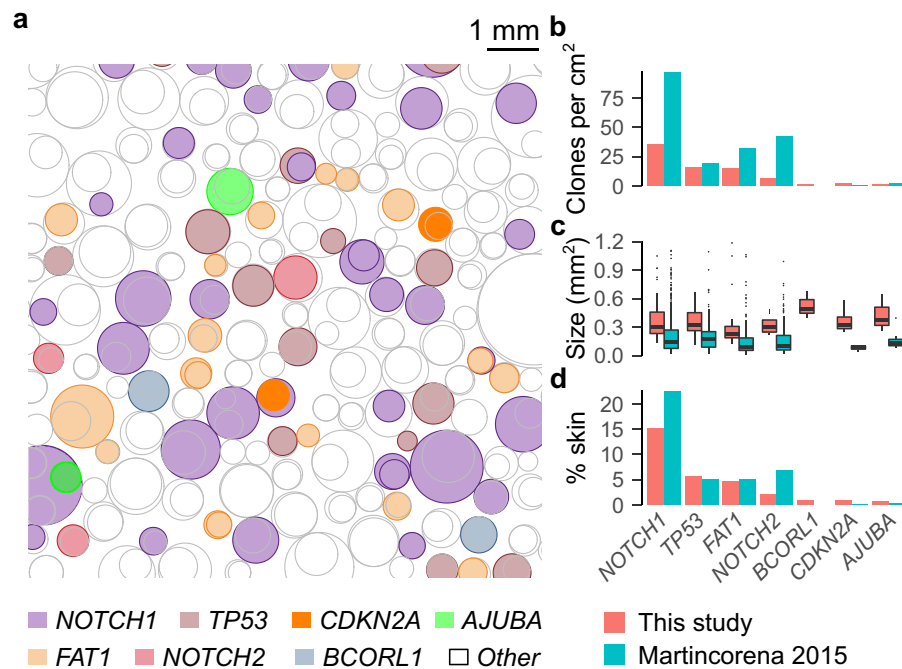 a
1 mm
NOTCH1 TP53 CDKN2A AJUBA
FAT1 NOTCH2 BCORL1 Other
b
Clones per cm²
75
50
25
0
c
Size (mm²)
1.2
0.9
0.6
0.3
0.0
d
% skin
20
15
10
5
0
NOTCH1
TP53
FAT1
NOTCH2
BCORL1
CDKN2A
AJUBA
This study
Martincorena 2015